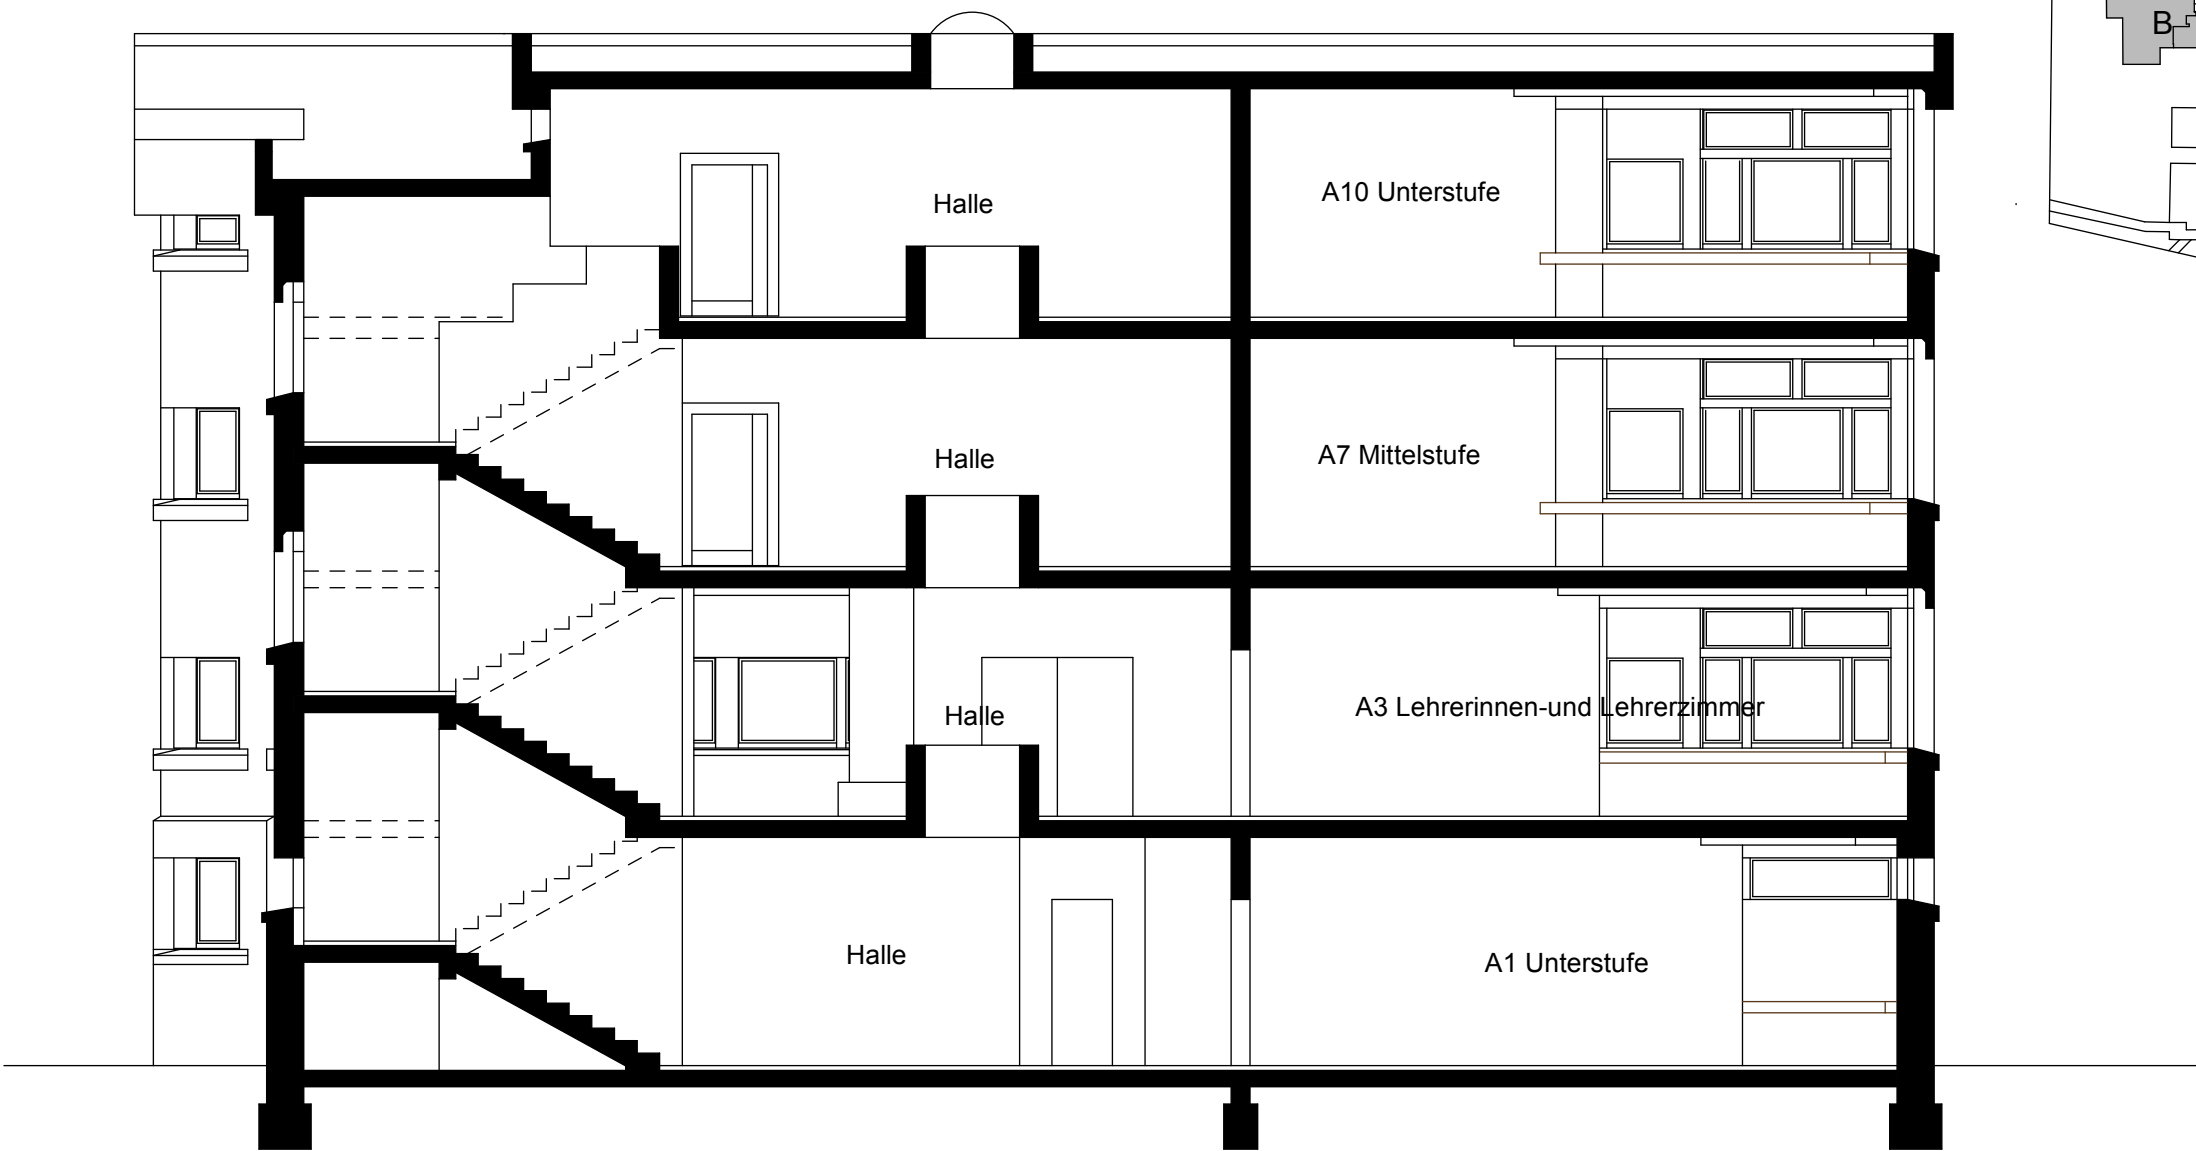 B
A10 Unterstufe
Halle
A7 Mittelstufe
Halle
A3 Lehrerinnen-und Lehrerzimmer
Halle
Halle
A1 Unterstufe